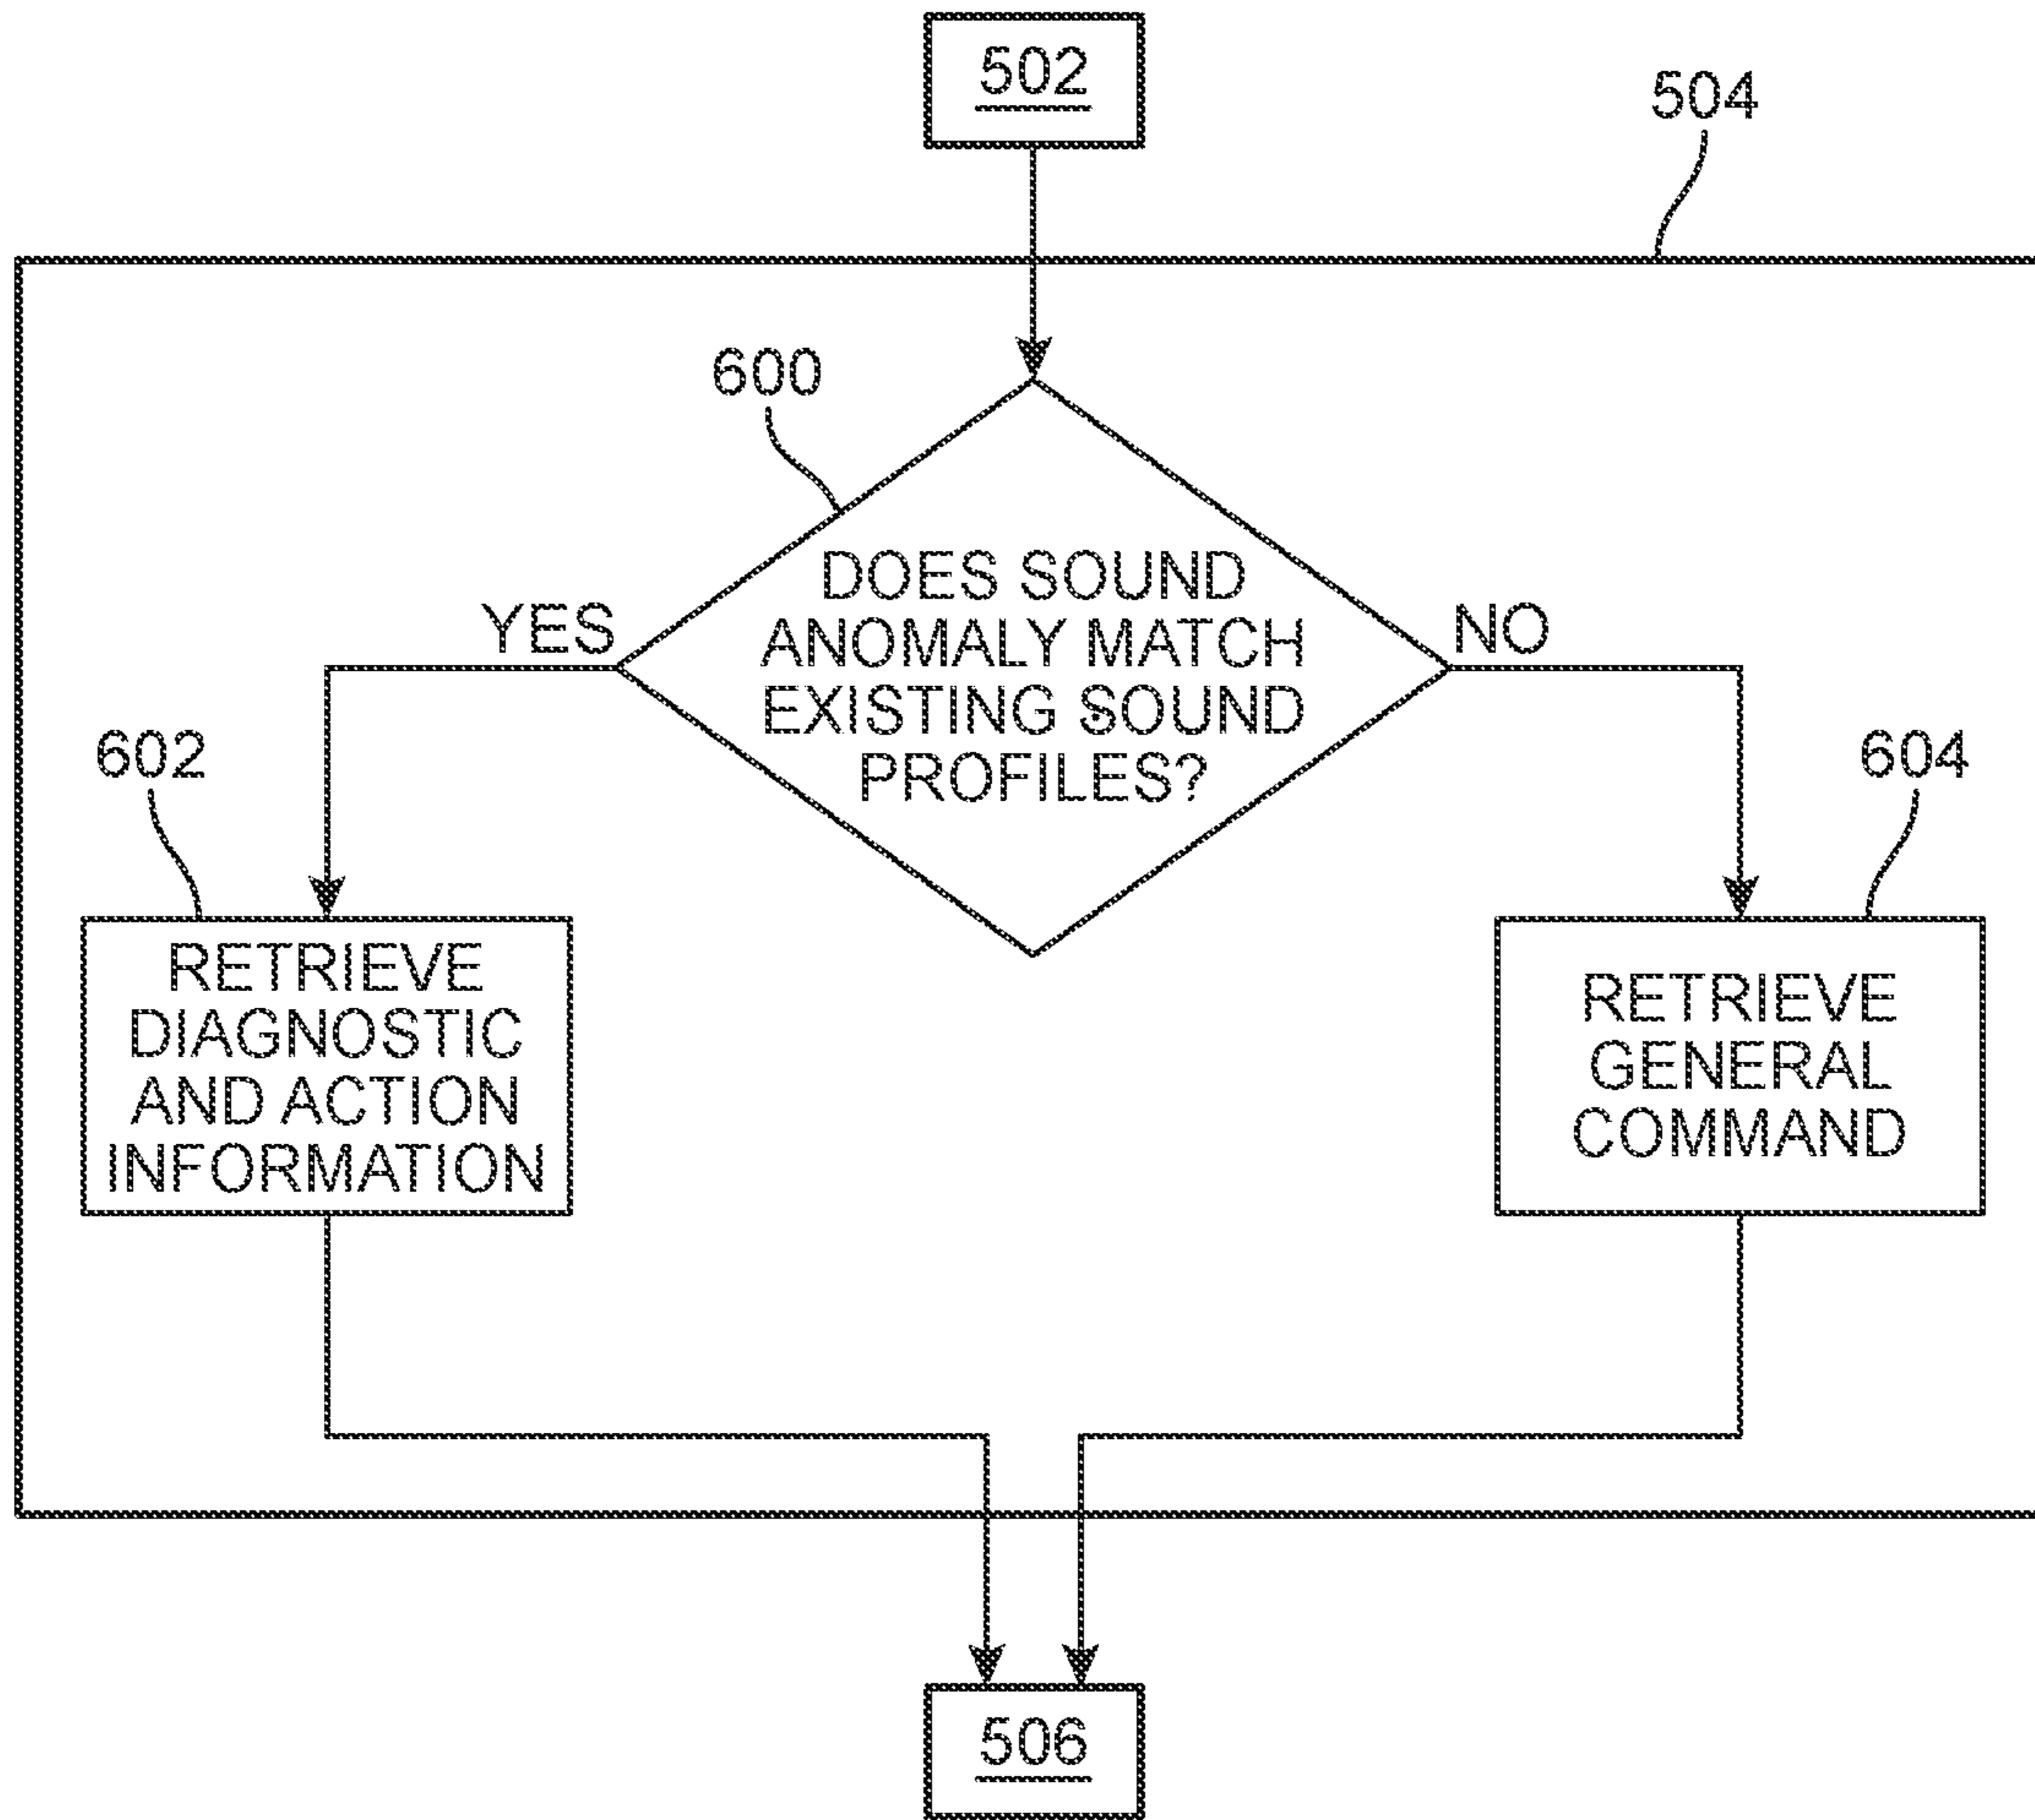 502
504
600
DOES SOUND
ANOMALY MATCH
EXISTING SOUND
PROFILES?
YES
NO
602
604
RETRIEVE
DIAGNOSTIC
AND ACTION
INFORMATION
RETRIEVE
GENERAL
COMMAND
506